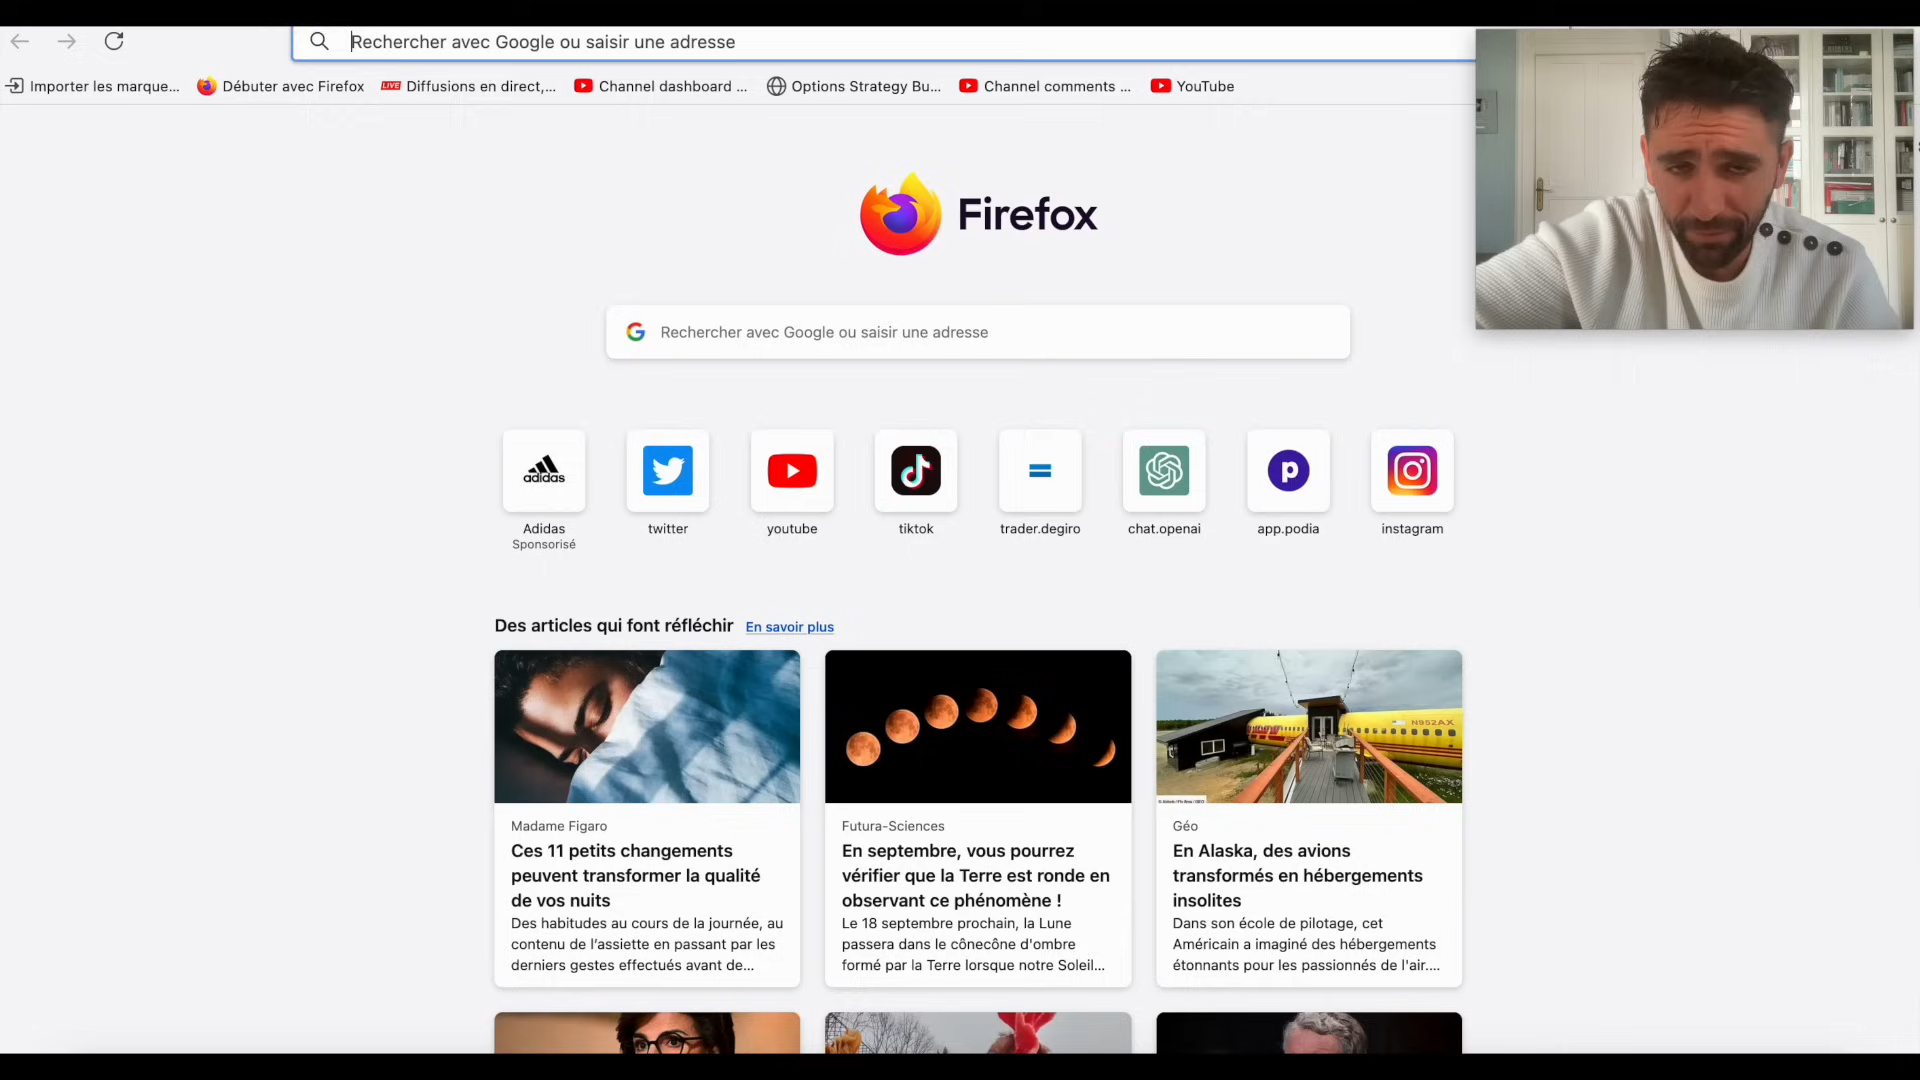 Rechercher avec Google ou saisir une adresse
Importer les marque...
Débuter avec Firefox
LIVE
Diffusions en direct,...
Channel dashboard ...
Options Strategy Bu...
Channel comments ...
YouTube
Firefox
Rechercher avec Google ou saisir une adresse
adidas
Adidas
Sponsorisé
twitter
youtube
tiktok
trader.degiro
chat.openai
app.podia
instagram
Des articles qui font réfléchir
En savoir plus
N952AX
Madame Figaro
Ces 11 petits changements
peuvent transformer la qualité
de vos nuits
Des habitudes au cours de la journée, au
contenu de l'assiette en passant par les
derniers gestes effectués avant de...
Futura-Sciences
En septembre, vous pourrez
vérifier que la Terre est ronde en
observant ce phénomène !
Le 18 septembre prochain, la Lune
passera dans le cônecône d'ombre
formé par la Terre lorsque notre Soleil...
Géo
En Alaska, des avions
transformés en hébergements
insolites
Dans son école de pilotage, cet
Américain a imaginé des hébergements
étonnants pour les passionnés de l'air....